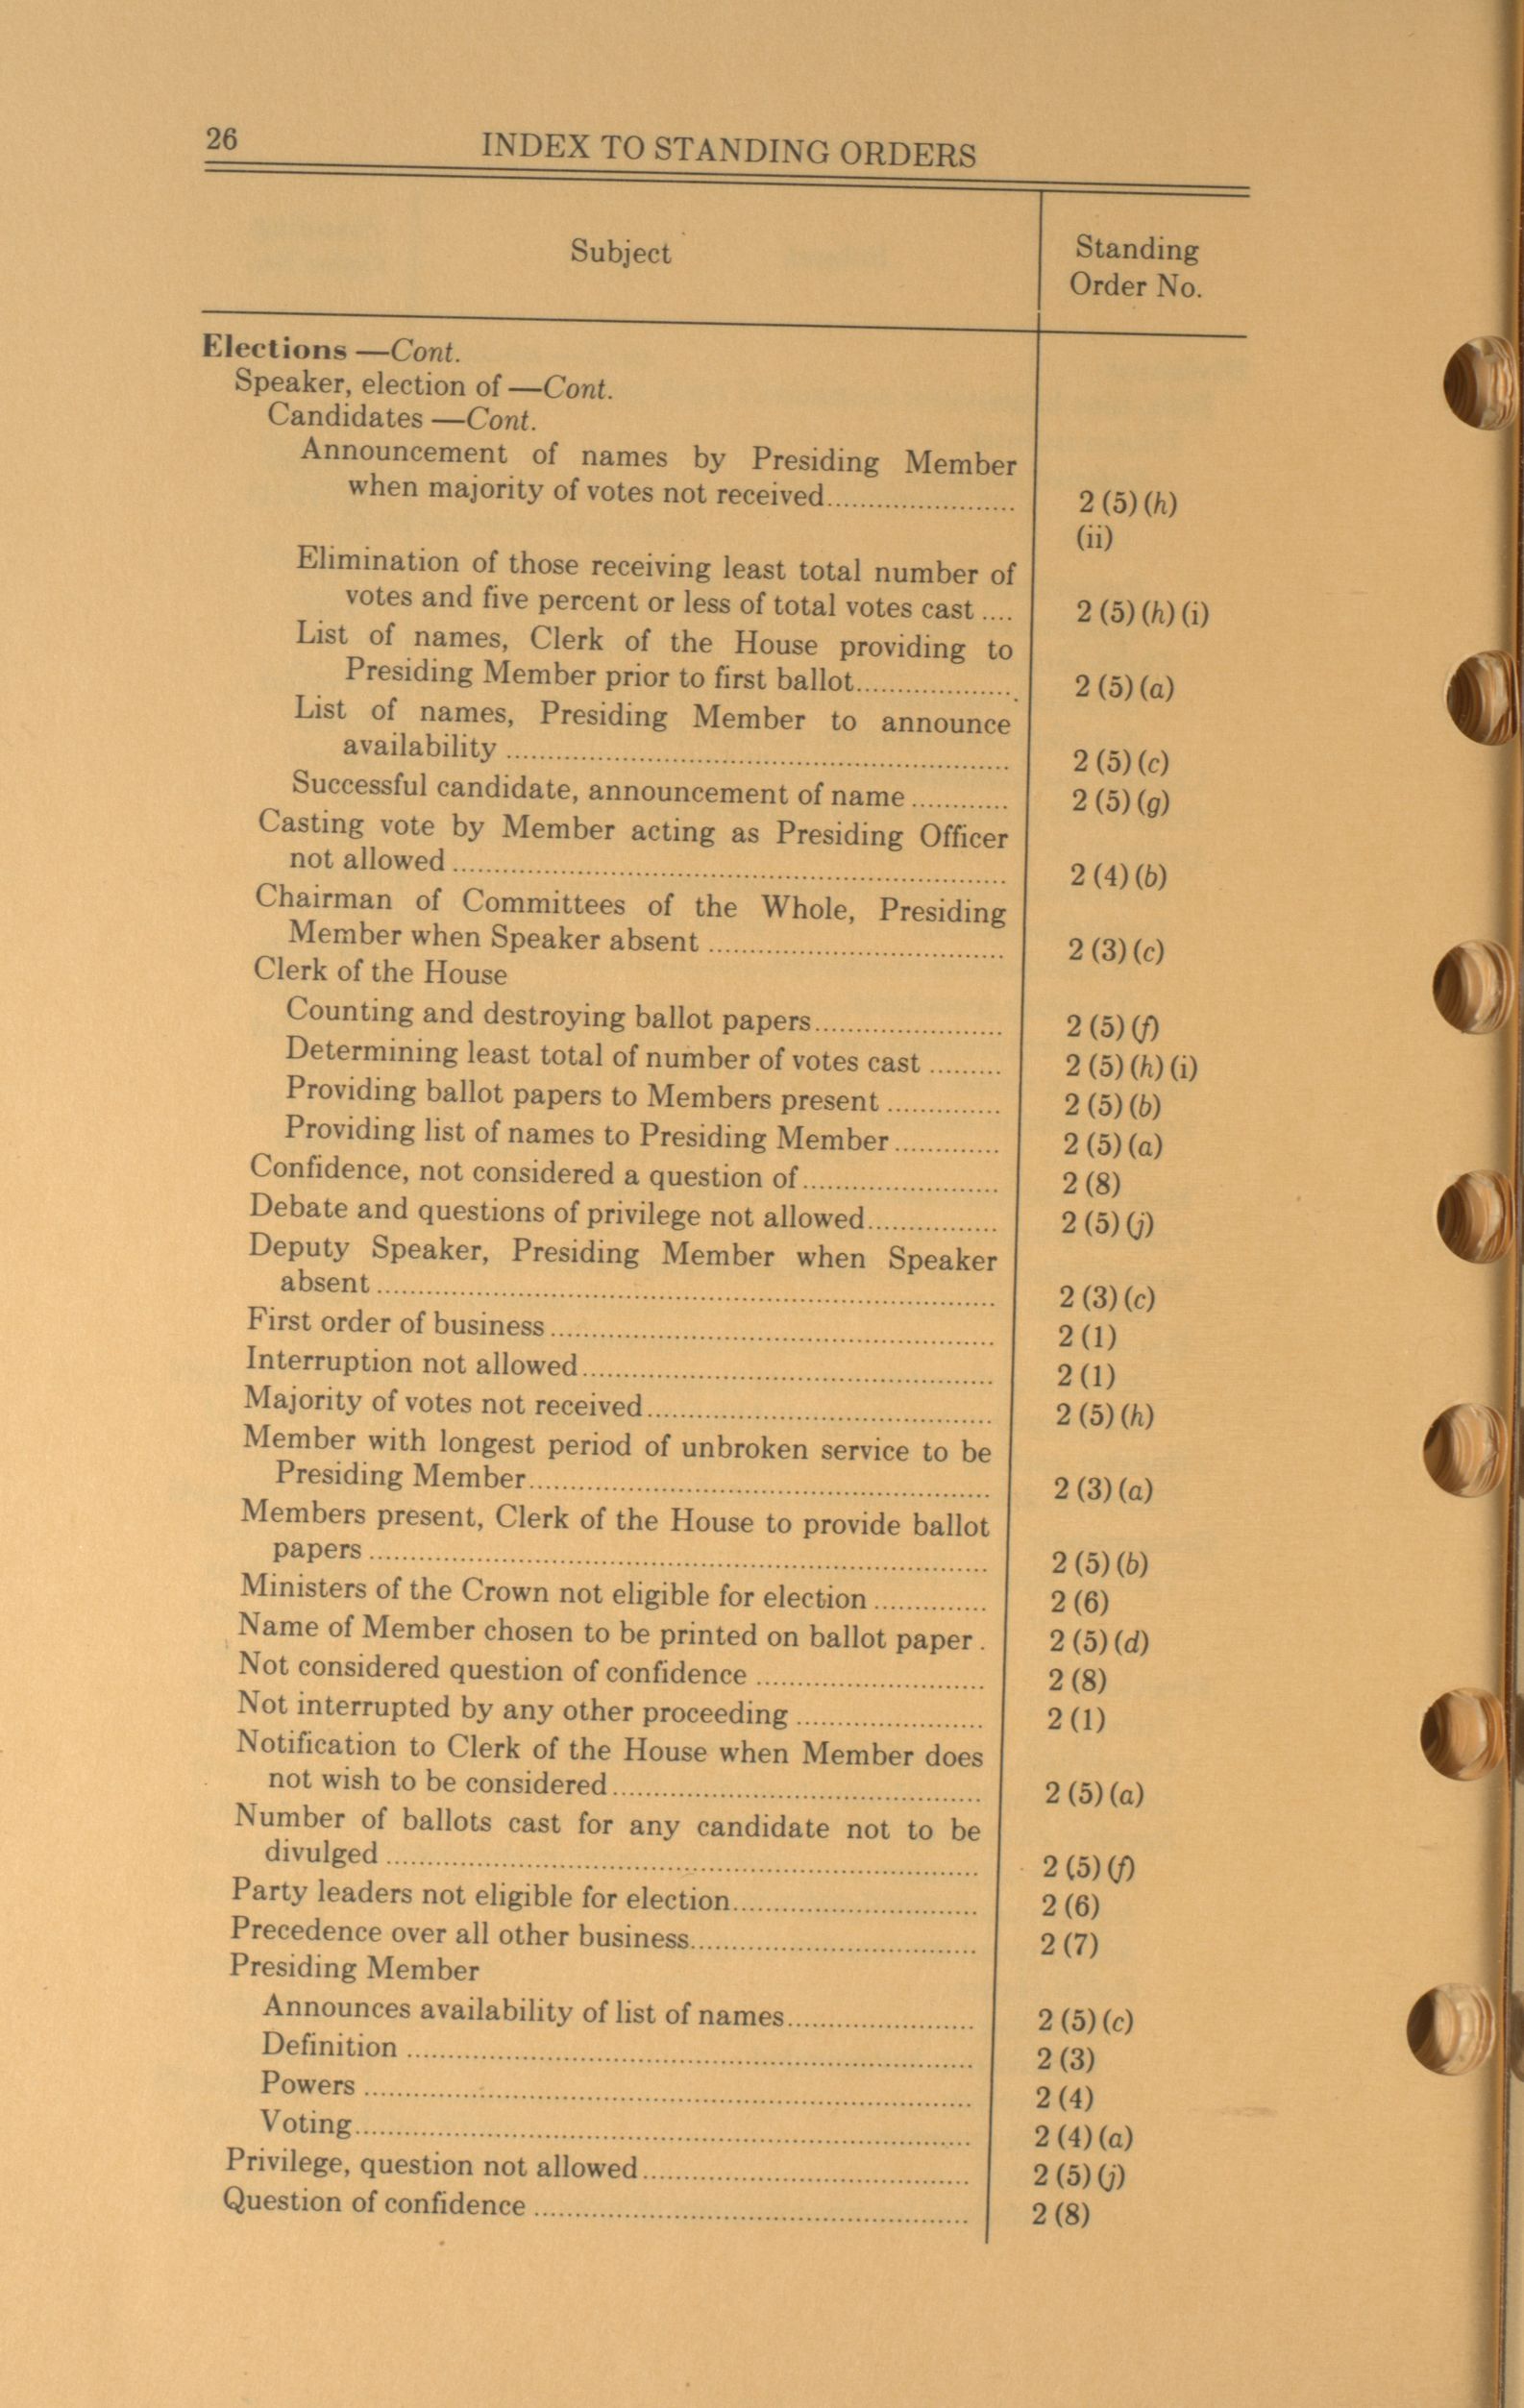 26
INDEX TO STANDING ORDERS
Subject
Standing
Order No.
Elections —Cont.
Speaker, election of —Cont.
Candidates —Cont.
Announcement of names by Presiding Member
when majority of votes not received........................ 2 (5) (h)
(ii)
Elimination of those receiving least total number of
votes and five percent or less of total votes cast .... 2 (5) (h) (i)
List of names, Clerk of the House providing to
Presiding Member prior to first ballot.................... 2 (5) (a)
List of names, Presiding Member to announce
availability ................................................................ 2 (5) (c)
Successful candidate, announcement of name ............ 2 (5) (g)
Casting vote by Member acting as Presiding Officer
not allowed ...................................................................... 2 (4) (b)
Chairman of Committees of the Whole, Presiding
Member when Speaker absent ..................................... 2 (3) (c)
Clerk of the House
Counting and destroying ballot papers........................ 2 (5) (f)
Determining least total of number of votes cast ......... 2 (5) (h) (i)
Providing ballot papers to Members present .............. 2 (5) (b)
Providing list of names to Presiding Member............. 2 (5) (a)
Confidence, not considered a question of......................... 2 (8)
Debate and questions of privilege not allowed................ 2 (5) (j)
Deputy Speaker, Presiding Member when Speaker
absent .............................................................................. 2 (3) (c)
First order of business........................................................ 2 (1)
Interruption not allowed.................................................... 2 (1)
Majority of votes not received........................................... 2 (5) (h)
Member with longest period of unbroken service to be
Presiding Member.......................................................... 2 (3) (a)
Members present, Clerk of the House to provide ballot
papers .............................................................................. 2 (5) (b)
Ministers of the Crown not eligible for election .............. 2 (6)
Name of Member chosen to be printed on ballot paper . 2 (5) (d)
Not considered question of confidence ............................. 2 (8)
Not interrupted by any other proceeding ........................ 2 (1)
Notification to Clerk of the House when Member does
not wish to be considered............................................... 2 (5) (a)
Number of ballots cast for any candidate not to be
divulged ........................................................................... 2 (5) (f)
Party leaders not eligible for election............................... 2 (6)
Precedence over all other business.................................... 2 (7)
Presiding Member
Announces availability of list of names........................ 2 (5) (c)
Definition ........................................................................ 2 (3)
Powers ............................................................................. 2 (4)
Voting.............................................................................. 2 (4) (a)
Privilege, question not allowed......................................... 2 (5) (j)
Question of confidence ....................................................... 2 (8)